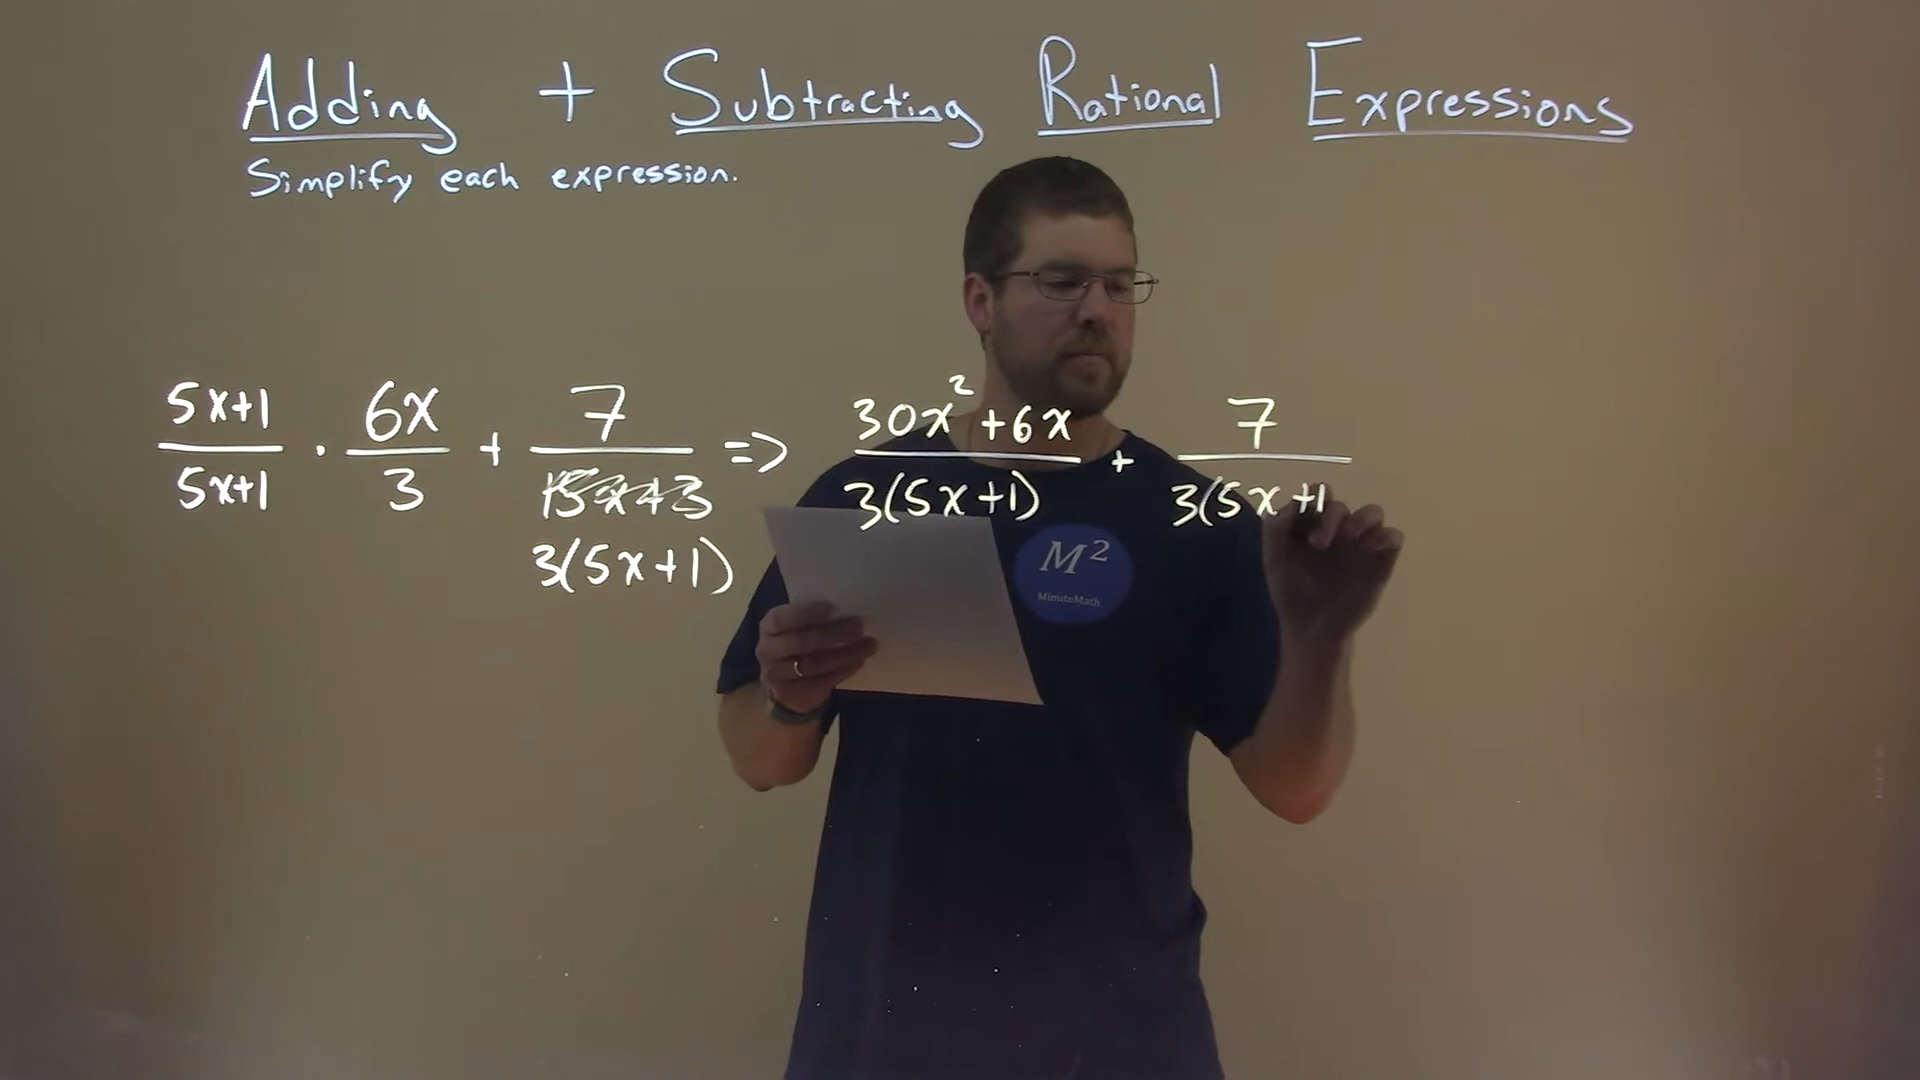 Adding + Subtracting Rational Expressions
Simplify each expression.
5x+1 6x 7 30x² +6x 7
· + => +
5x+1 3 15x+3 3(5x+1) 3(5x+1
3(5x+1)
M²
MinuteMath